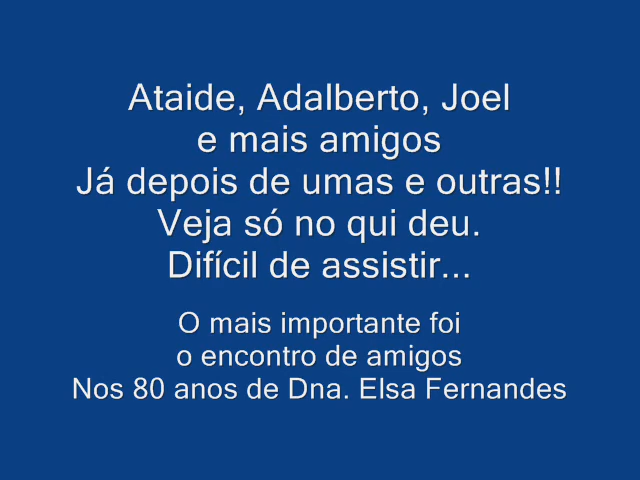 Ataide, Adalberto, Joel
e mais amigos
Já depois de umas e outras!!
Veja só no qui deu.
Difícil de assistir...
O mais importante foi
o encontro de amigos
Nos 80 anos de Dna. Elsa Fernandes